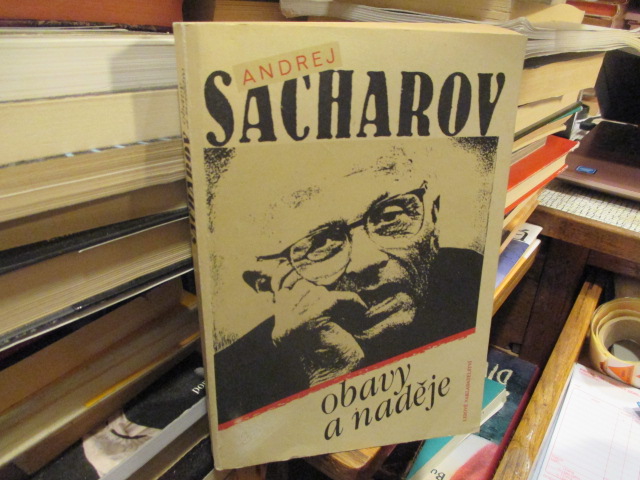 ANDREJ
SACHAROV
obavy
a naděje